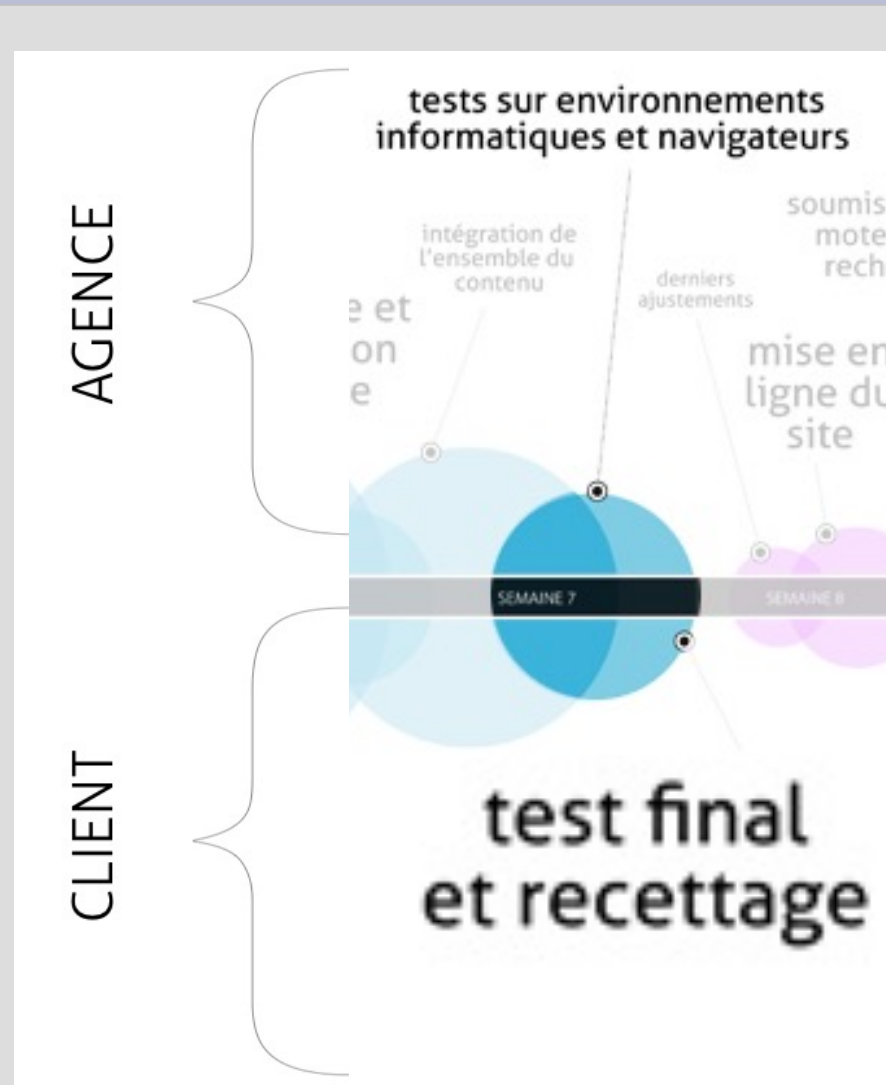 AGENCE
tests sur environnements
informatiques et navigateurs
intégration de
l'ensemble du
contenu
et
derniers
ajustements
mise en
ligne du
site
SEMAINE 7
SEMAINE 8
CLIENT
test final
et recettage